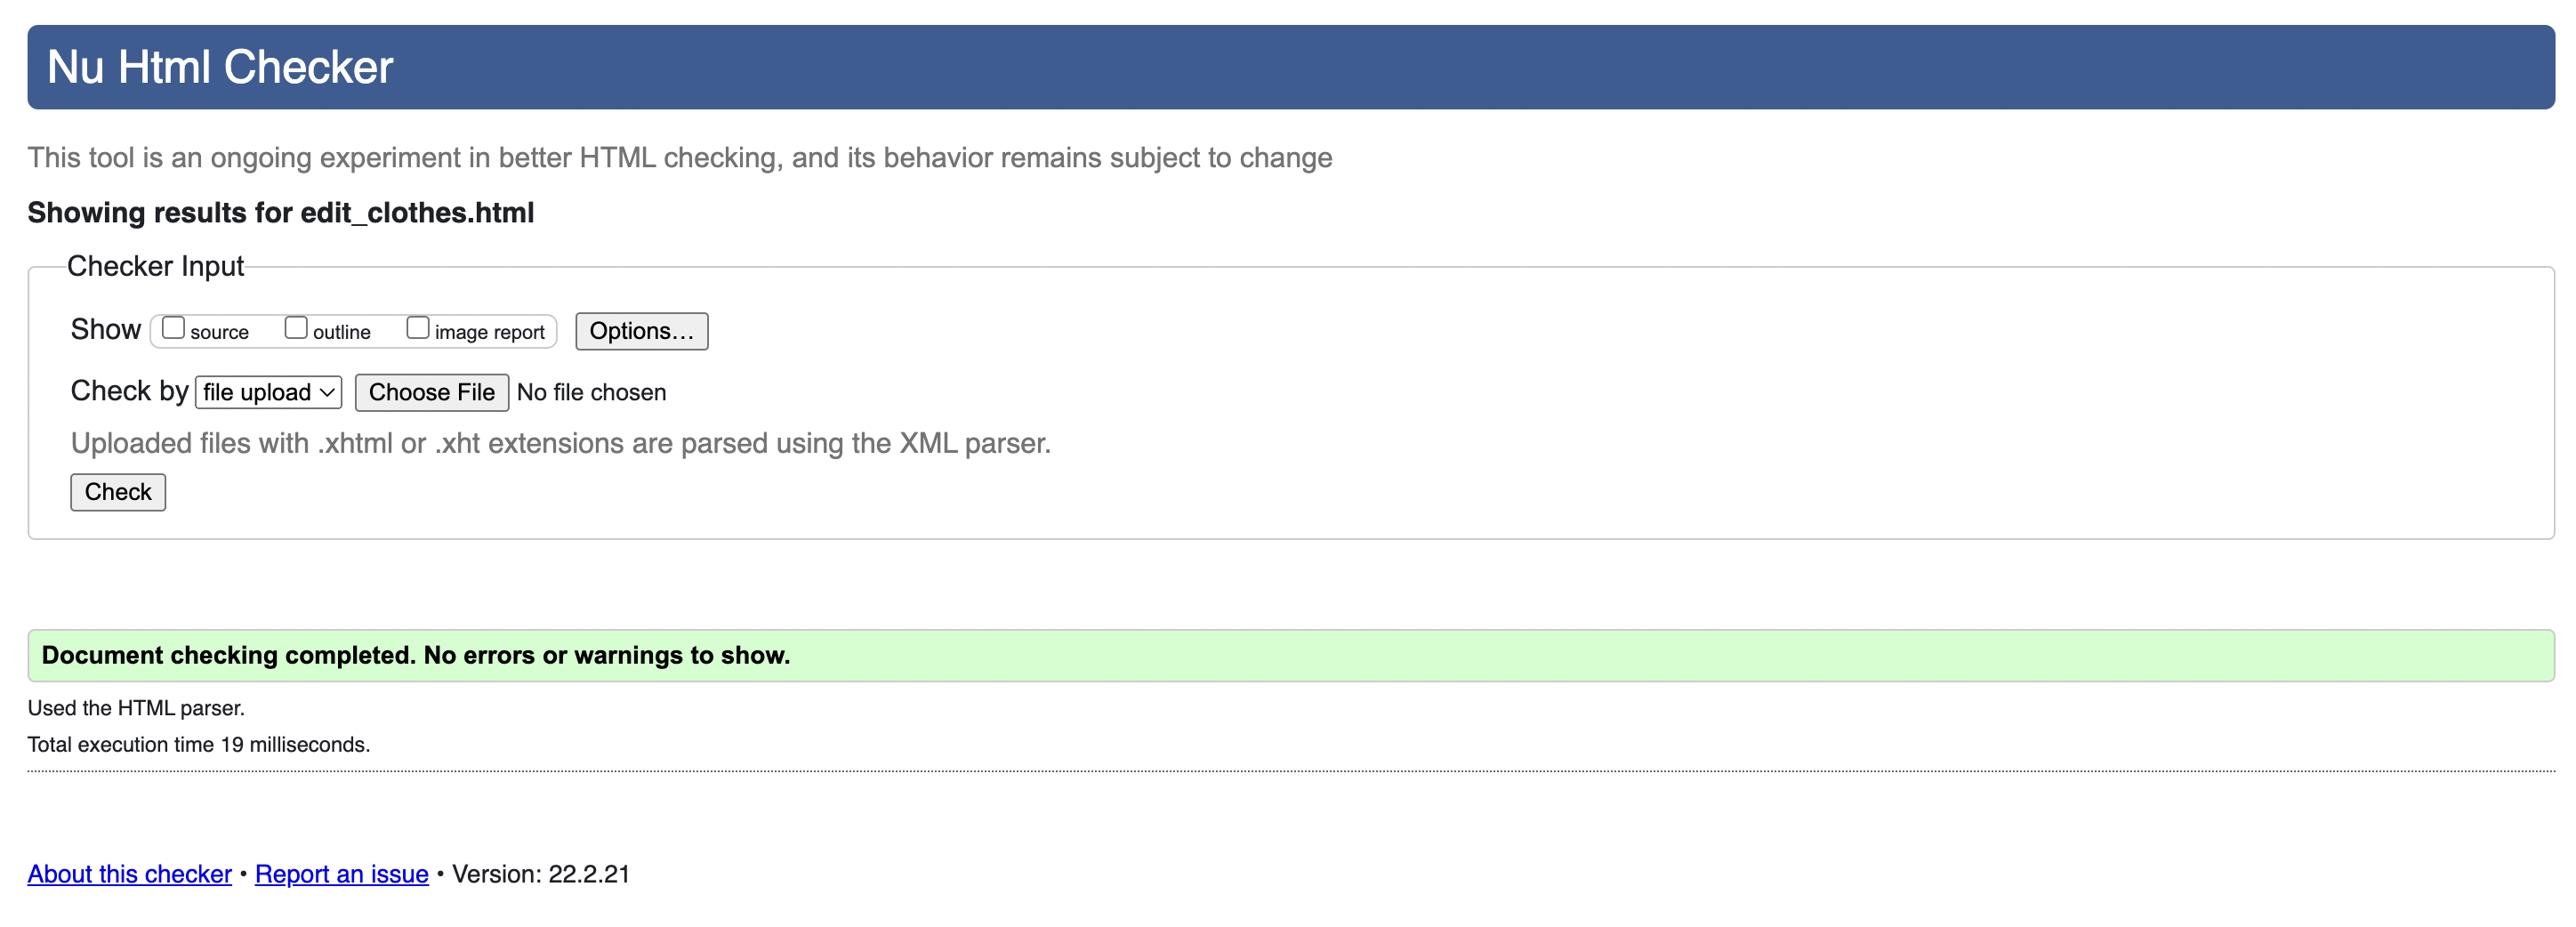 Nu Html Checker
This tool is an ongoing experiment in better HTML checking, and its behavior remains subject to change
Showing results for edit_clothes.html
Checker Input
Show source outline image report Options…
Check by file upload Choose File No file chosen
Uploaded files with .xhtml or .xht extensions are parsed using the XML parser.
Check
Document checking completed. No errors or warnings to show.
Used the HTML parser.
Total execution time 19 milliseconds.
About this checker • Report an issue • Version: 22.2.21